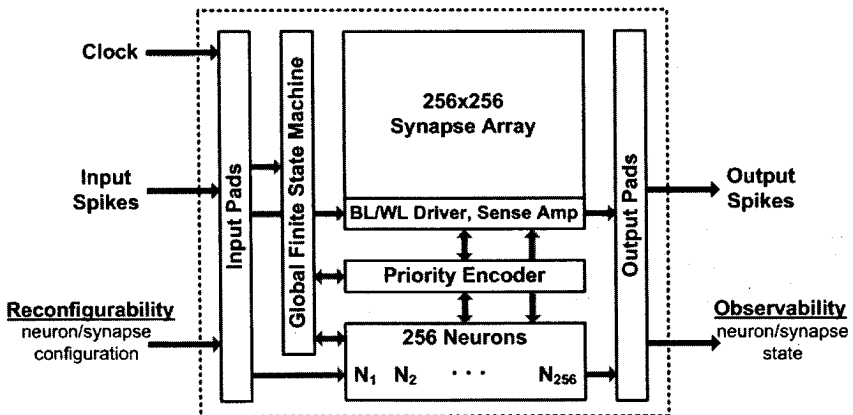 Clock
Input
Spikes
Reconfigurability
neuron/synapse
configuration
Input Pads
Global Finite State Machine
256x256
Synapse Array
BL/WL Driver, Sense Amp
Priority Encoder
256 Neurons
N1 N2 · · · N256
Output Pads
Output
Spikes
Observability
neuron/synapse
state